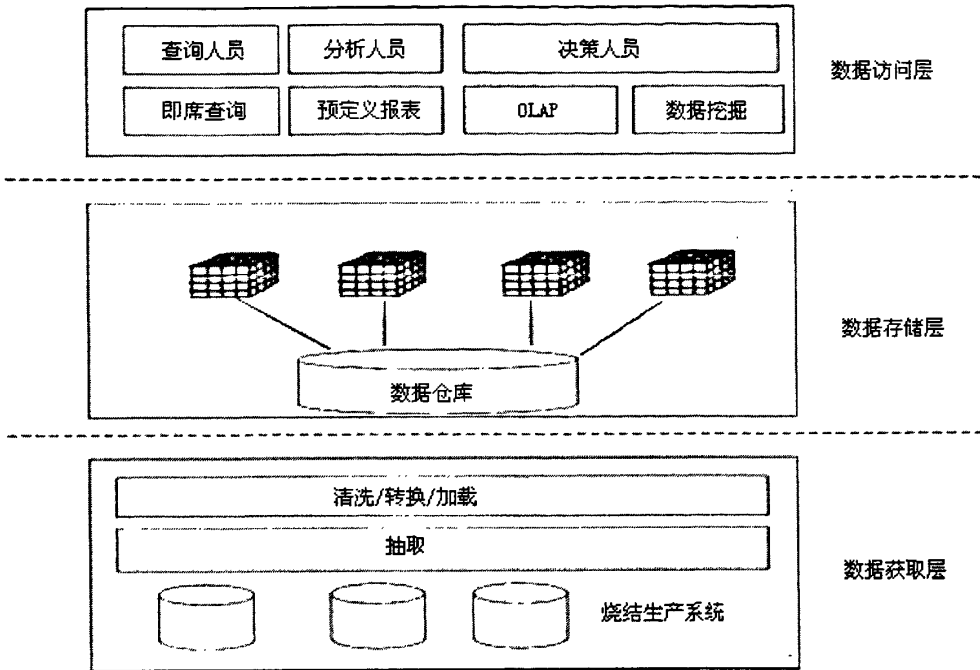 查询人员
分析人员
决策人员
数据访问层
即席查询
预定义报表
OLAP
数据挖掘
数据存储层
数据仓库
清洗/转换/加载
抽取
数据获取层
烧结生产系统